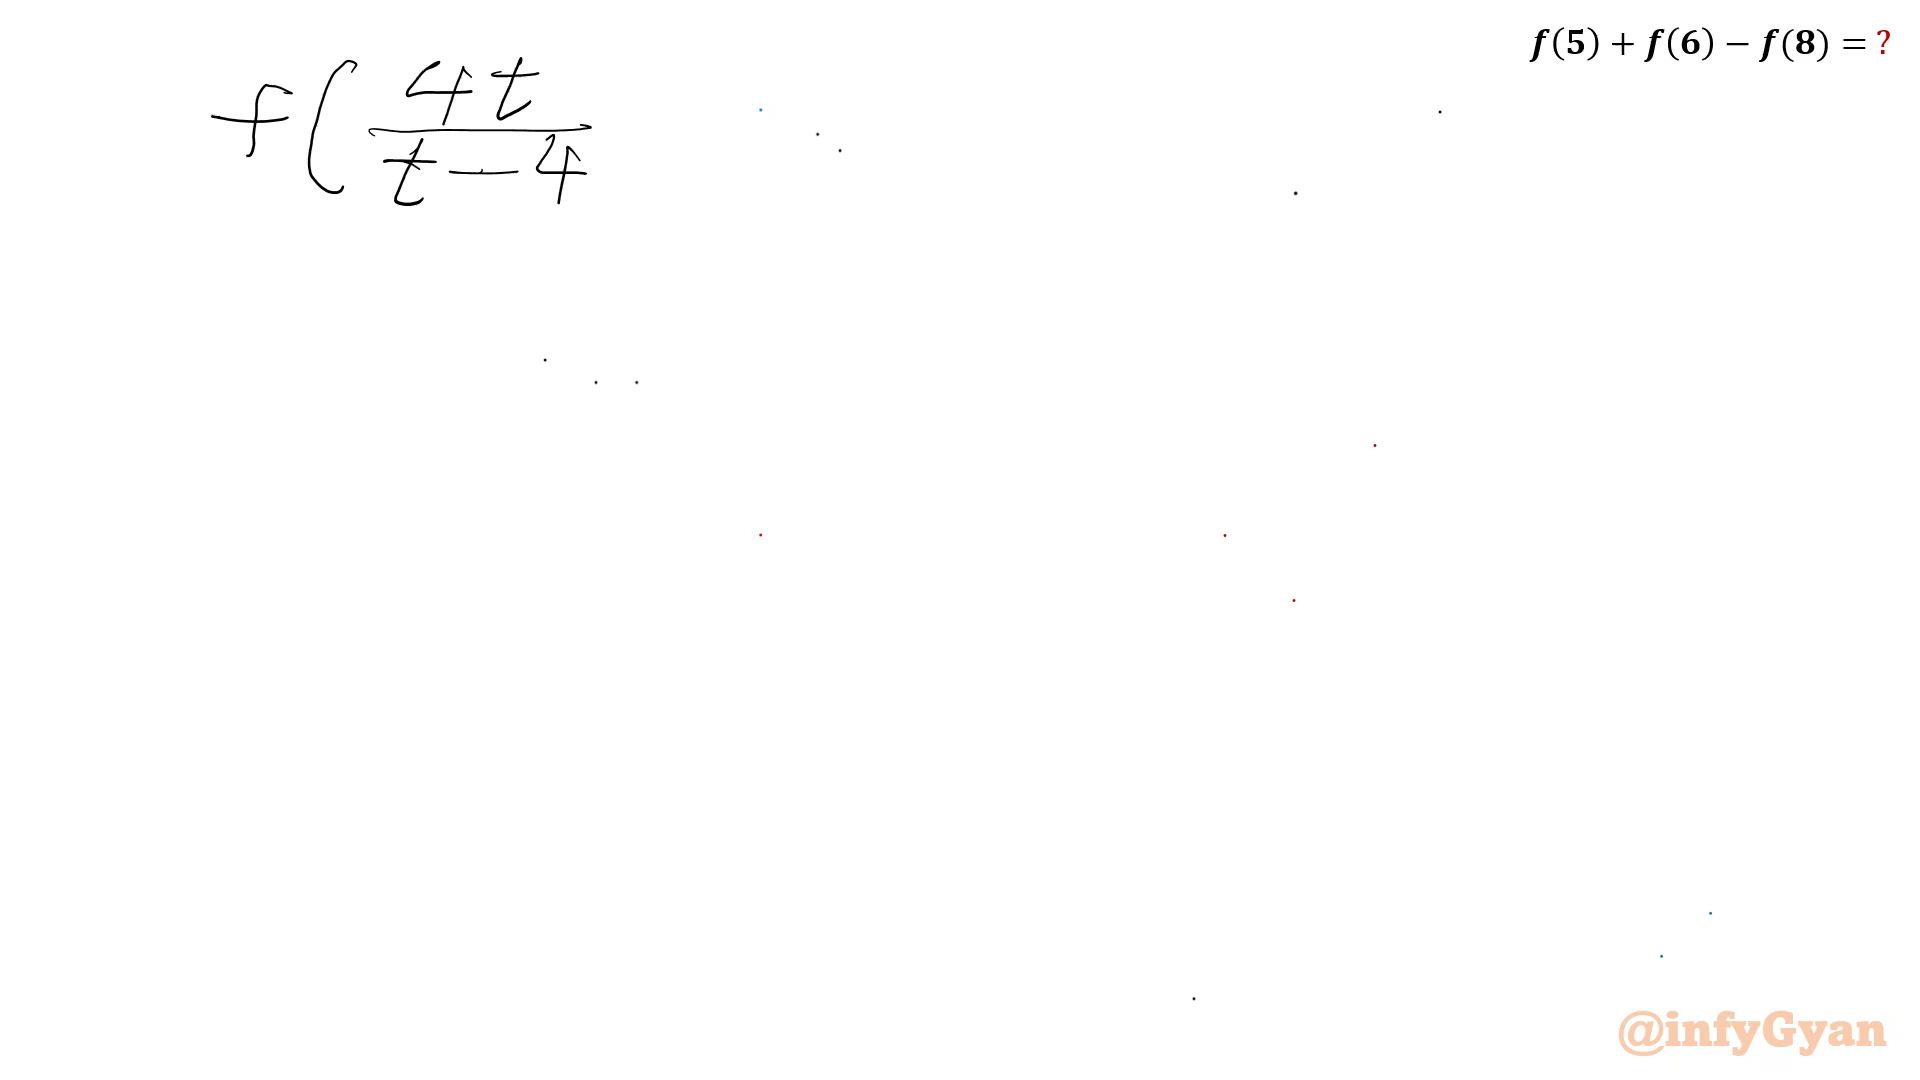 f(5) + f(6) − f(8) = ?
f( 4t
t − 4
@infyGyan